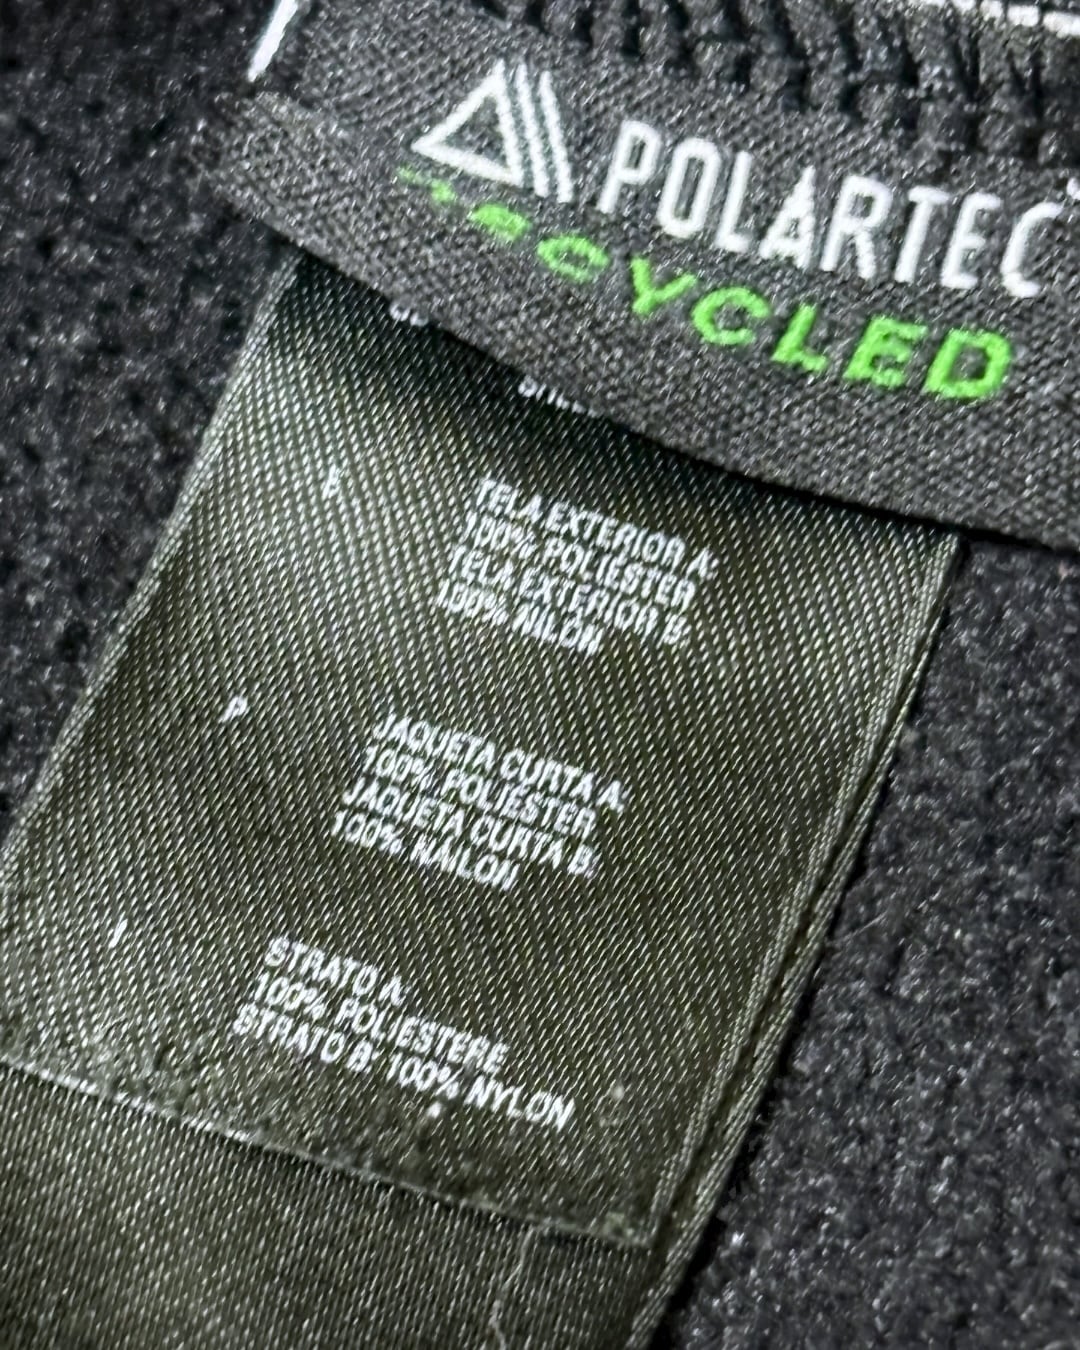 POLARTEC
RECYCLED
TELA EXTERIOR A:
100% POLIESTER
TELA EXTERIOR B:
100% NAILON
P
JAQUETA CURTA A:
100% POLIESTER,
JAQUETA CURTA B:
100% NAILON
I
STRATO A:
100% POLIESTERE,
STRATO B: 100% NYLON